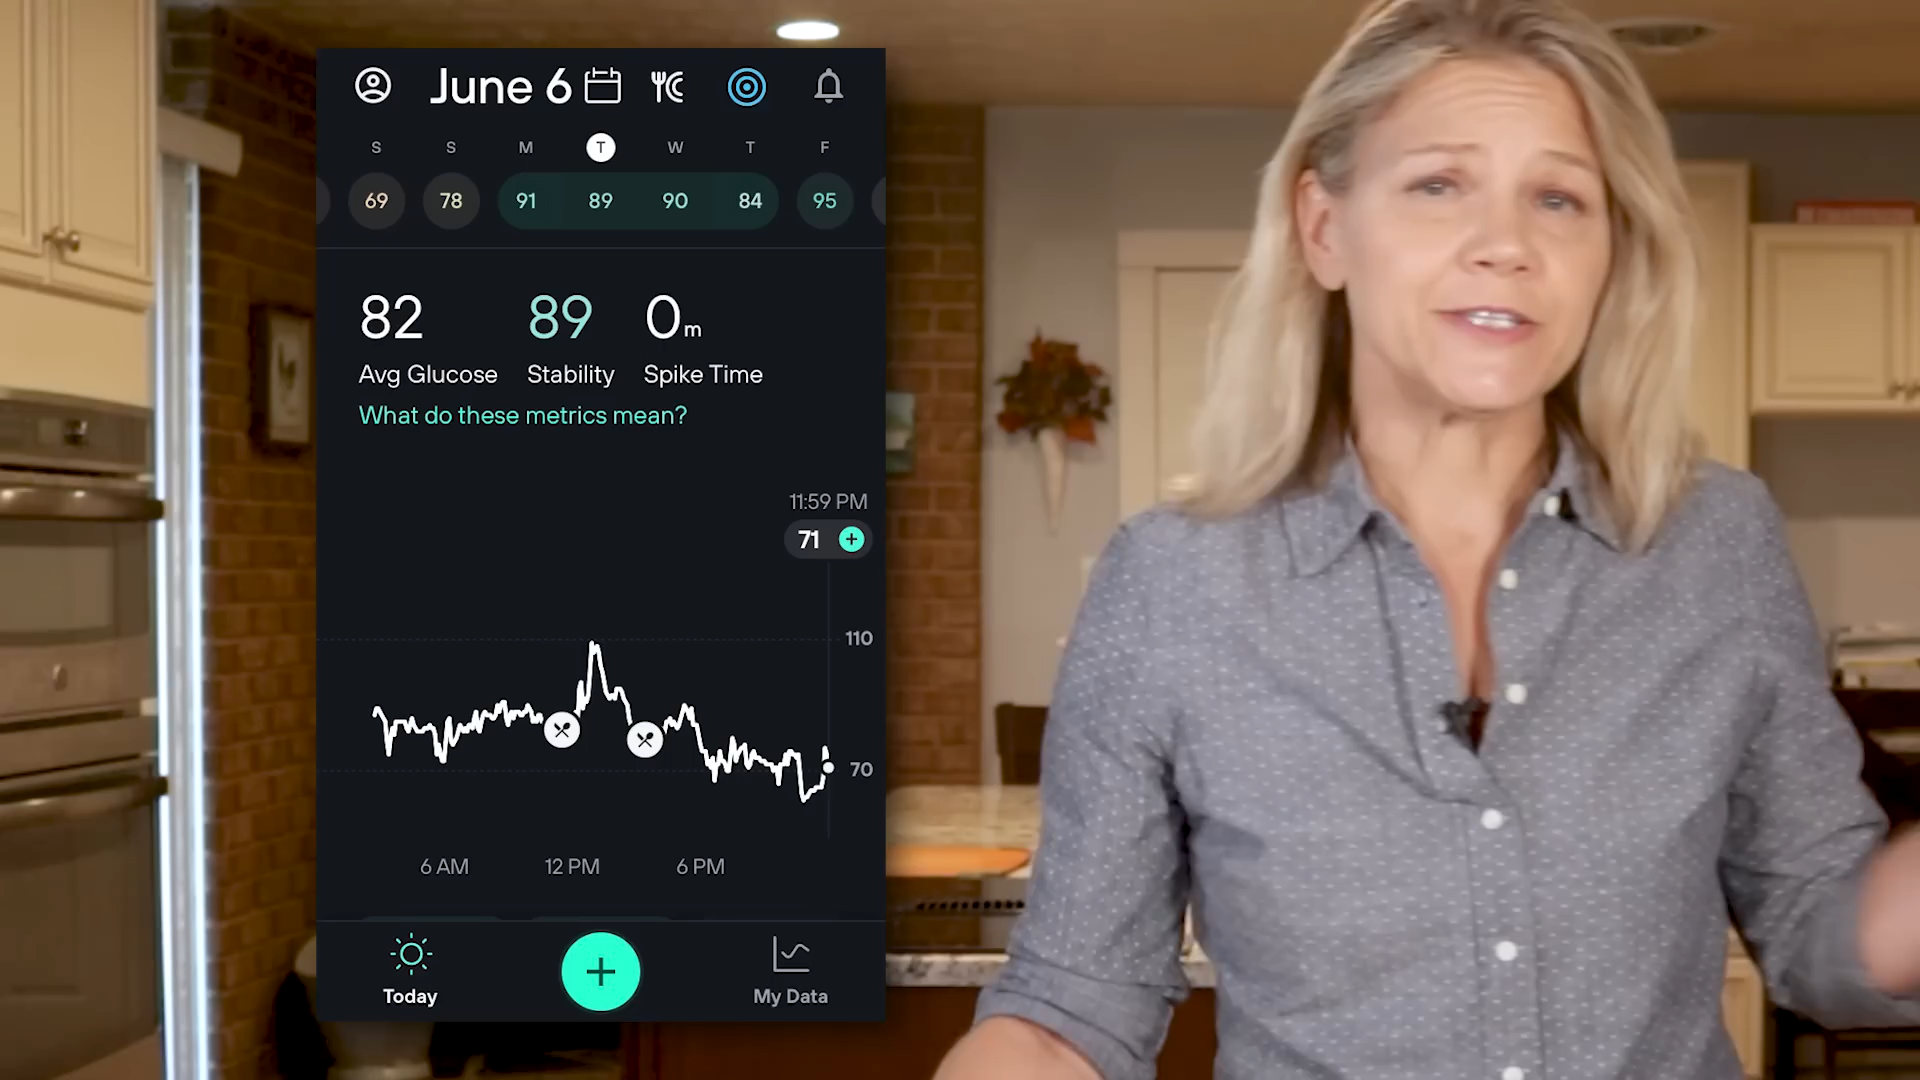 June 6
S S M T W T F
69 78 91 89 90 84 95
82 89 0m
Avg Glucose Stability Spike Time
What do these metrics mean?
11:59 PM
71 +
110
70
6 AM 12 PM 6 PM
+
Today My Data